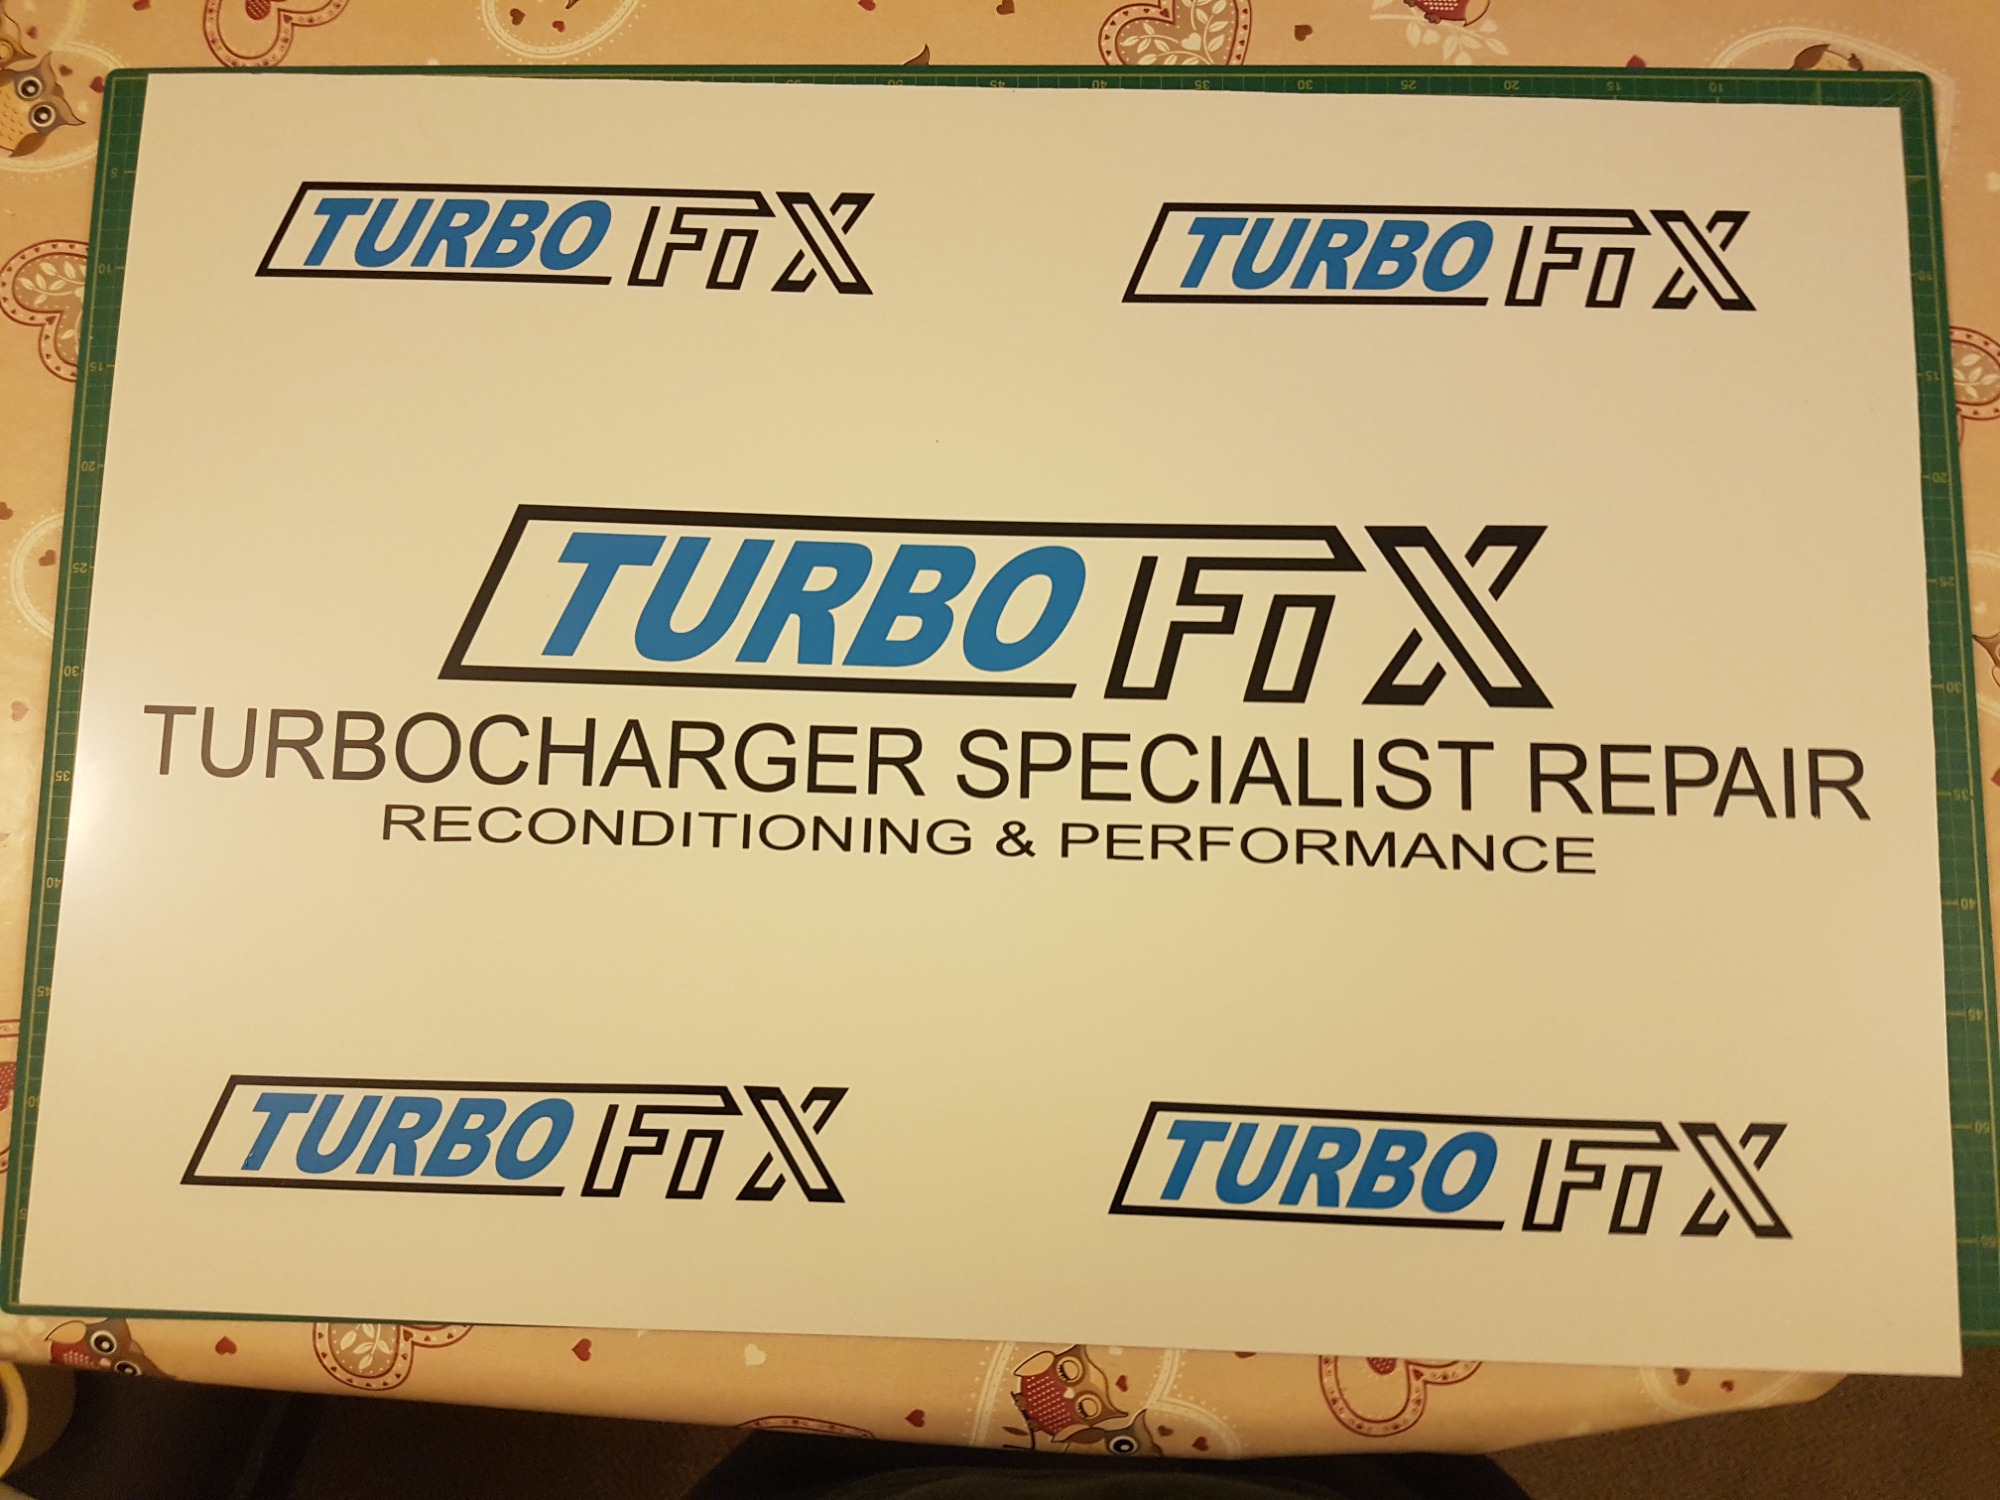 TURBO FiX
TURBO FiX
TURBO FiX
TURBOCHARGER SPECIALIST REPAIR
RECONDITIONING & PERFORMANCE
TURBO FiX
TURBO FiX